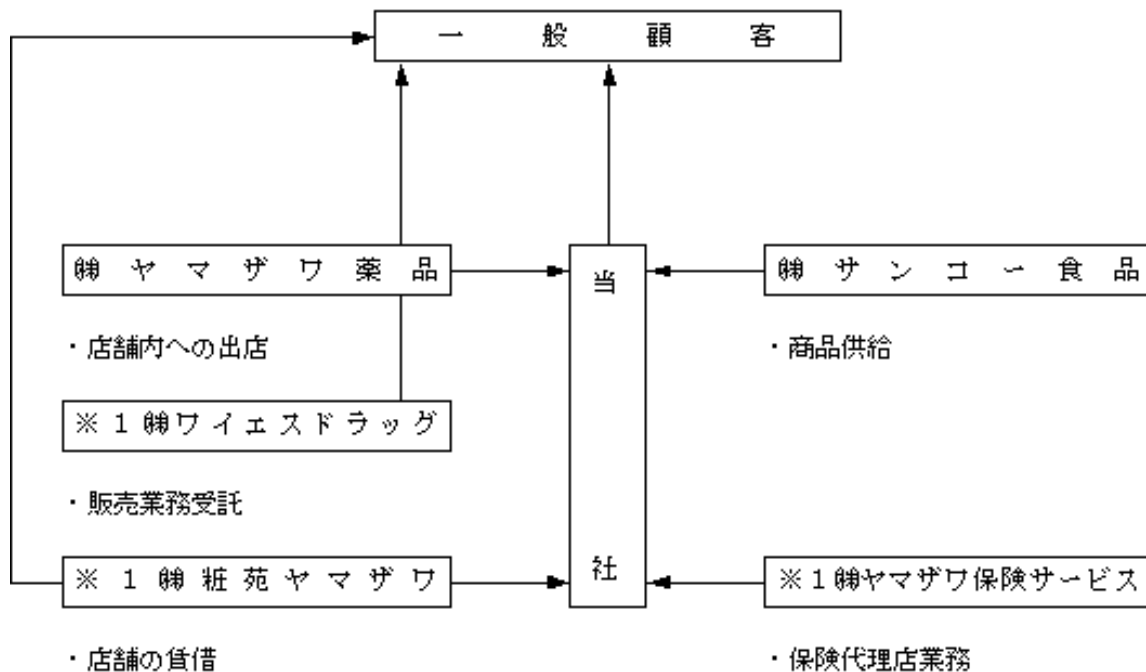 一般顧客
㈱ヤマザワ薬品
・店舗内への出店
※1㈱ワイエスドラッグ
・販売業務受託
※1㈱粧苑ヤマザワ
・店舗の賃借
当社
㈱サンコー食品
・商品供給
※1㈱ヤマザワ保険サービス
・保険代理店業務